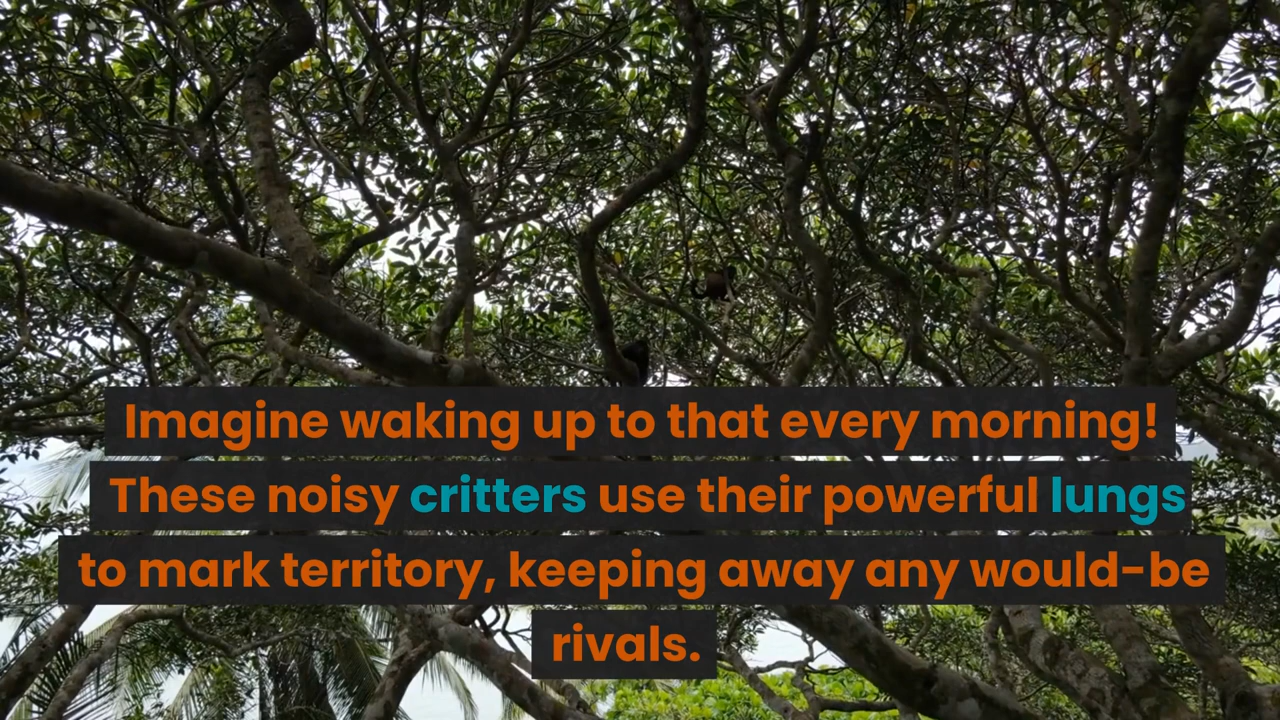 Imagine waking up to that every morning!
These noisy critters use their powerful lungs
to mark territory, keeping away any would-be
rivals.